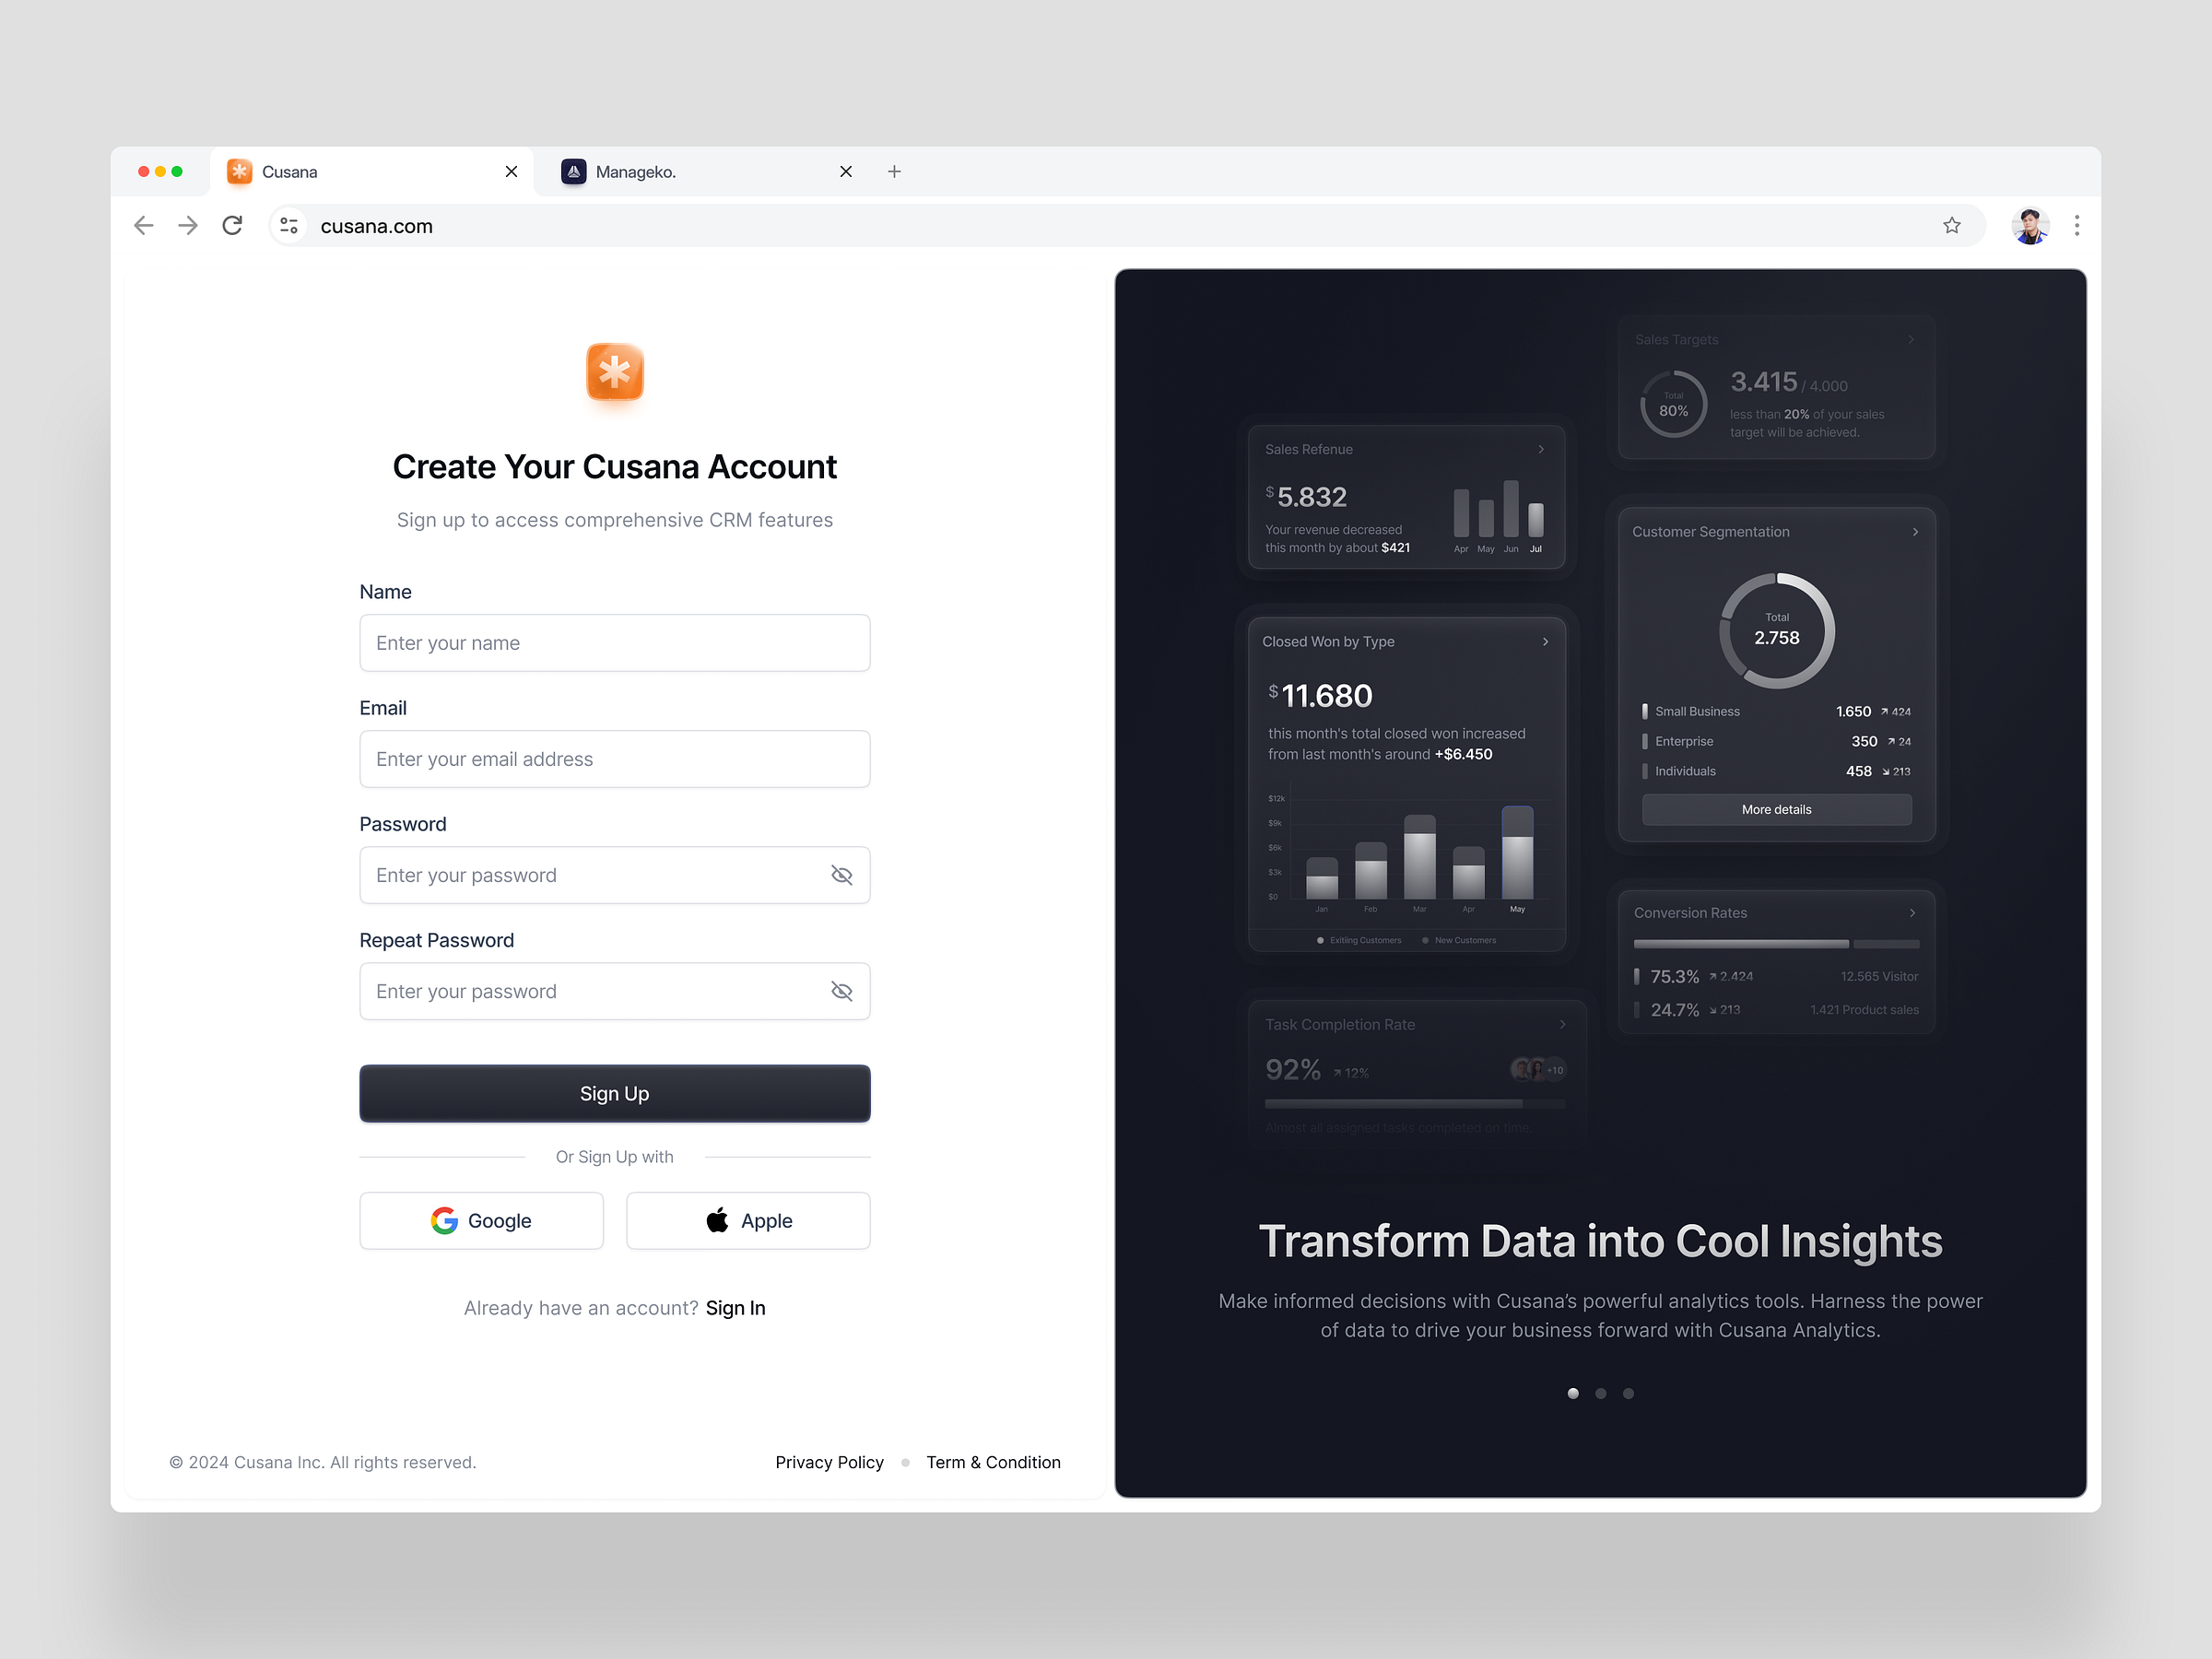 Cusana
Manageko.
cusana.com
Create Your Cusana Account
Sign up to access comprehensive CRM features
Name
Enter your name
Email
Enter your email address
Password
Enter your password
Repeat Password
Enter your password
Sign Up
Or Sign Up with
Google
Apple
Already have an account? Sign In
© 2024 Cusana Inc. All rights reserved.
Privacy Policy
Term & Condition
Sales Refenue
$ 5.832
Your revenue decreased
this month by about $421
Apr May Jun Jul
Closed Won by Type
$ 11.680
this month's total closed won increased
from last month's around +$6.450
$12k
$9k
$6k
$3k
$0
Jan Feb Mar Apr May
Exitiing Customers New Customers
Task Completion Rate
92% 12%
+10
Almost all assigned tasks completed on time.
Sales Targets
Total
80%
3.415 / 4.000
less than 20% of your sales
target will be achieved.
Customer Segmentation
Total
2.758
Small Business 1.650 424
Enterprise 350 24
Individuals 458 213
More details
Conversion Rates
75.3% 2.424 12.565 Visitor
24.7% 213 1.421 Product sales
Transform Data into Cool Insights
Make informed decisions with Cusana’s powerful analytics tools. Harness the power
of data to drive your business forward with Cusana Analytics.